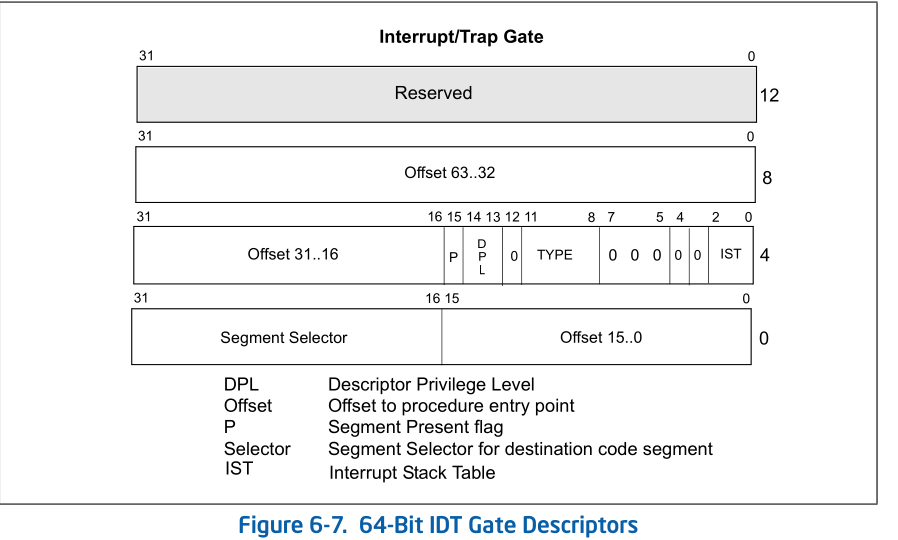 Interrupt/Trap Gate
31 0
Reserved 12
31 0
Offset 63..32 8
31 16 15 14 13 12 11 8 7 5 4 2 0
Offset 31..16 P DPL 0 TYPE 0 0 0 0 0 IST 4
31 16 15 0
Segment Selector Offset 15..0 0
DPL Descriptor Privilege Level
Offset Offset to procedure entry point
P Segment Present flag
Selector Segment Selector for destination code segment
IST Interrupt Stack Table
Figure 6-7. 64-Bit IDT Gate Descriptors